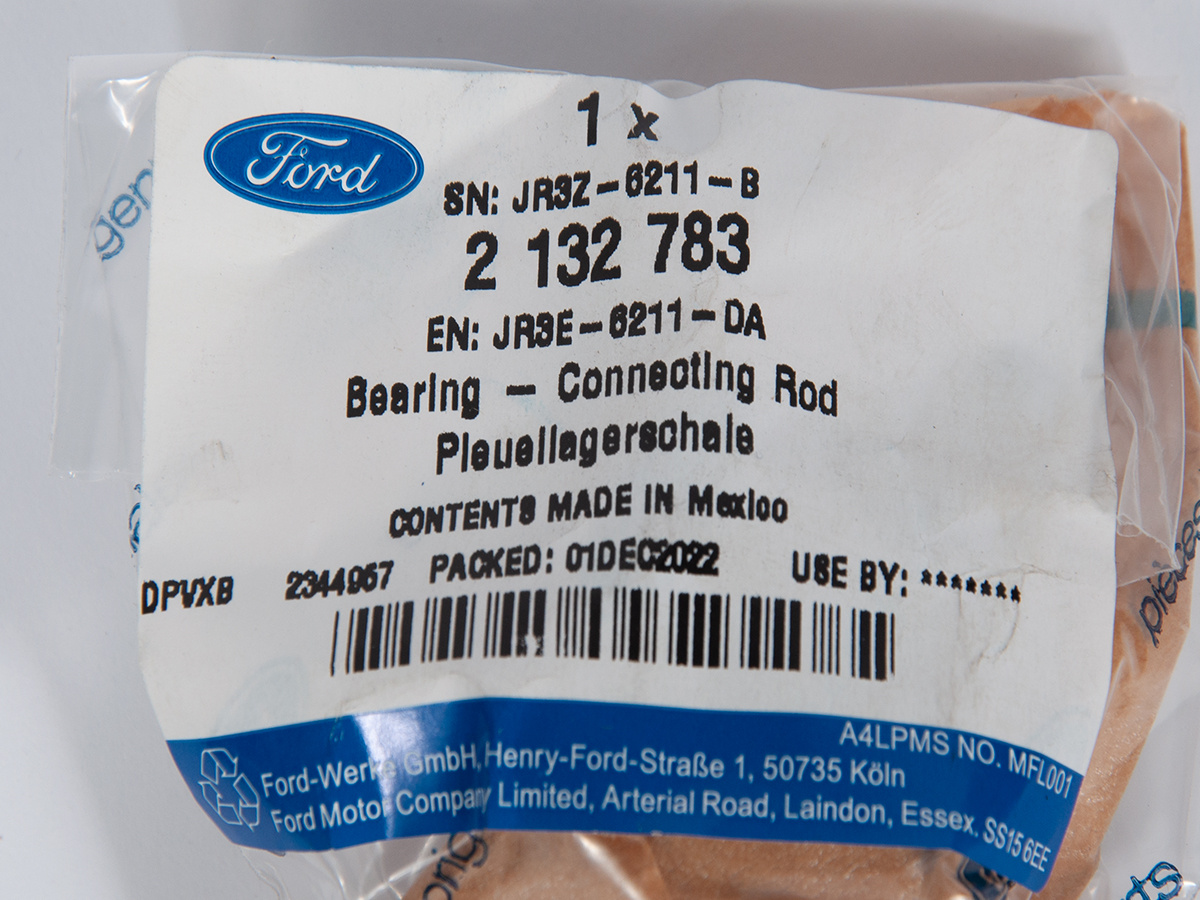 Ford
1 x
SN: JR3Z-6211-B
2 132 783
EN: JR3E-6211-DA
Bearing - Connecting Rod
Pleuellagerschale
CONTENTS MADE IN Mexico
DPVXB 2344957 PACKED: 01DEC2022 USE BY: *******
A4LPMS NO. MFL001
Ford-Werke GmbH, Henry-Ford-Straße 1, 50735 Köln
Ford Motor Company Limited, Arterial Road, Laindon, Essex. SS15 6EE